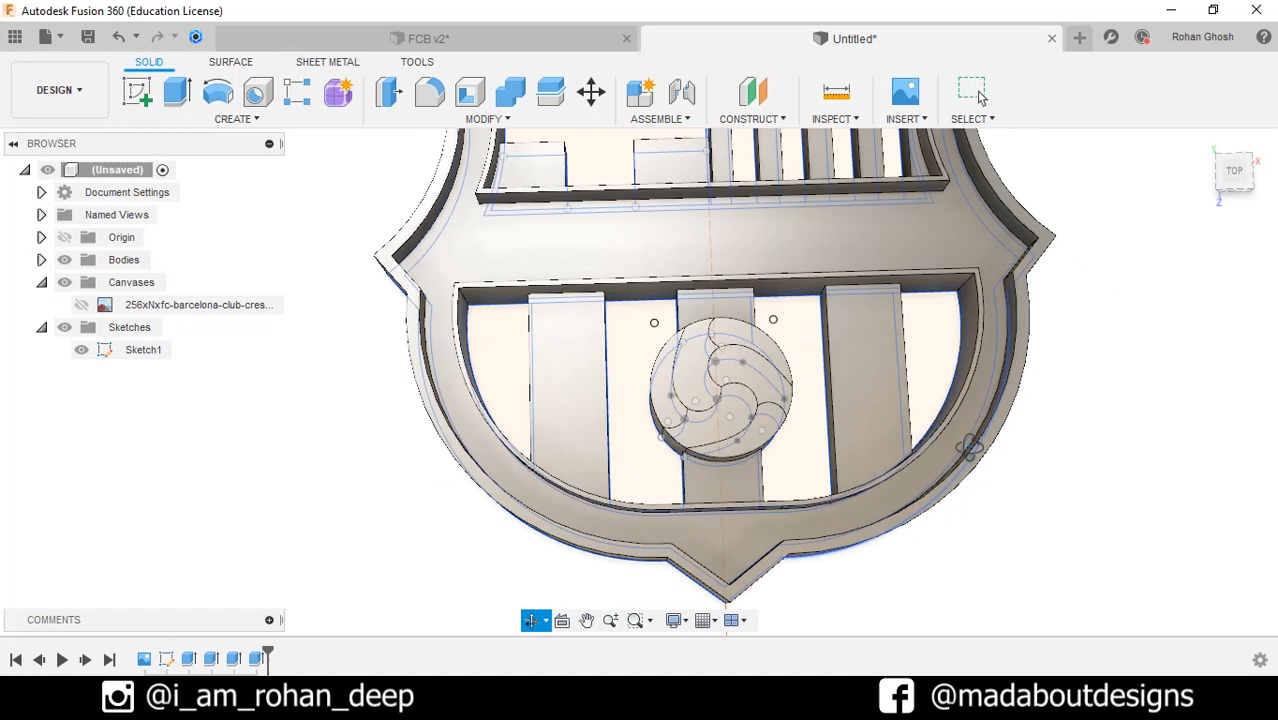 Autodesk Fusion 360 (Education License)
FCB v2*
Untitled*
Rohan Ghosh
SOLID
SURFACE
SHEET METAL
TOOLS
DESIGN
CREATE
MODIFY
ASSEMBLE
CONSTRUCT
INSPECT
INSERT
SELECT
BROWSER
(Unsaved)
Document Settings
Named Views
Origin
Bodies
Canvases
256xNxfc-barcelona-club-cres...
Sketches
Sketch1
TOP
X
Y
Z
COMMENTS
@i_am_rohan_deep
@madaboutdesigns